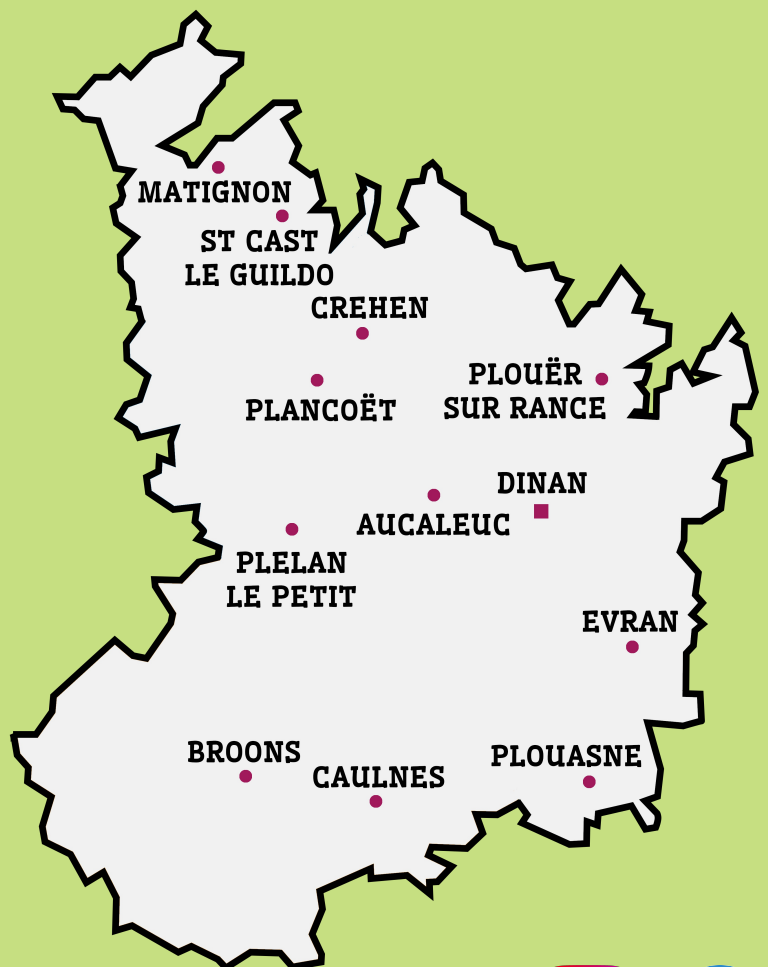 MATIGNON
ST CAST
LE GUILDO
CREHEN
PLOUËR
SUR RANCE
PLANCOËT
DINAN
AUCALEUC
PLELAN
LE PETIT
EVRAN
BROONS
CAULNES
PLOUASNE